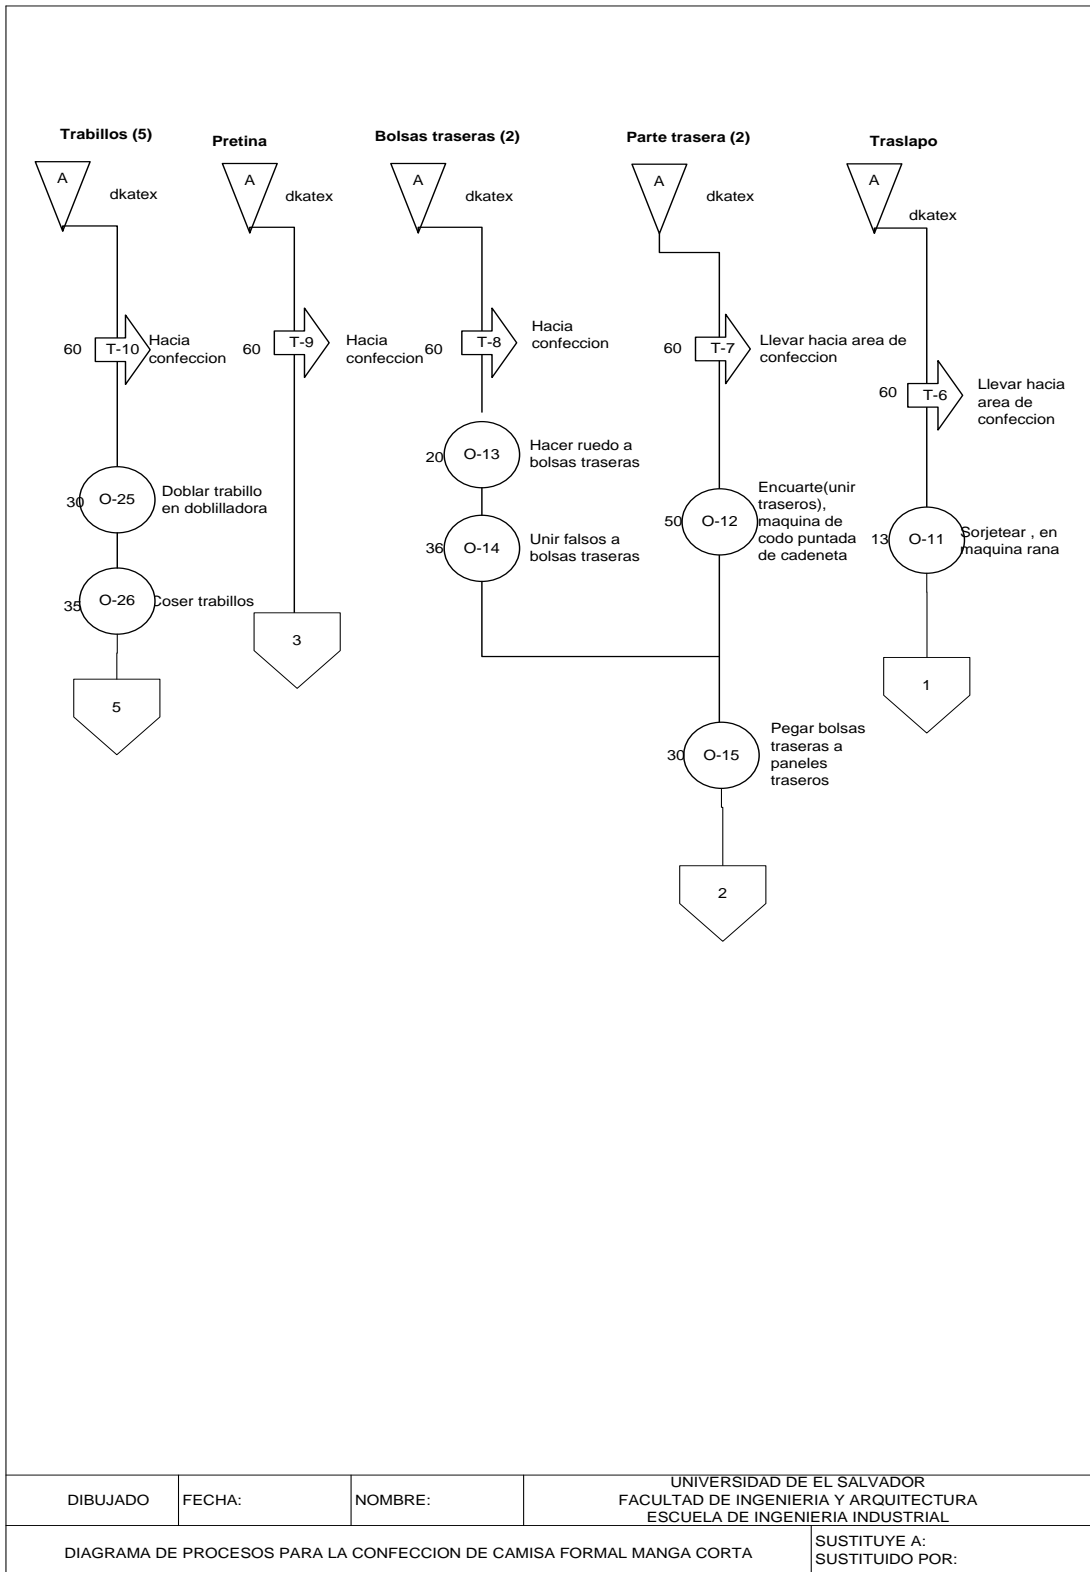 Trabillos (5)
Pretina
Bolsas traseras (2)
Parte trasera (2)
Traslapo
A
dkatex
A
dkatex
A
dkatex
A
dkatex
A
dkatex
60
T-10
Hacia
confeccion
60
T-9
Hacia
confeccion
60
T-8
Hacia
confeccion
60
T-7
Llevar hacia area de
confeccion
60
T-6
Llevar hacia
area de
confeccion
30
O-25
Doblar trabillo
en doblilladora
35
O-26
Coser trabillos
5
3
20
O-13
Hacer ruedo a
bolsas traseras
36
O-14
Unir falsos a
bolsas traseras
50
O-12
Encuarte(unir
traseros),
maquina de
codo puntada
de cadeneta
13
O-11
Sorjetear , en
maquina rana
1
30
O-15
Pegar bolsas
traseras a
paneles
traseros
2
DIBUJADO
FECHA:
NOMBRE:
UNIVERSIDAD DE EL SALVADOR
FACULTAD DE INGENIERIA Y ARQUITECTURA
ESCUELA DE INGENIERIA INDUSTRIAL
DIAGRAMA DE PROCESOS PARA LA CONFECCION DE CAMISA FORMAL MANGA CORTA
SUSTITUYE A:
SUSTITUIDO POR: